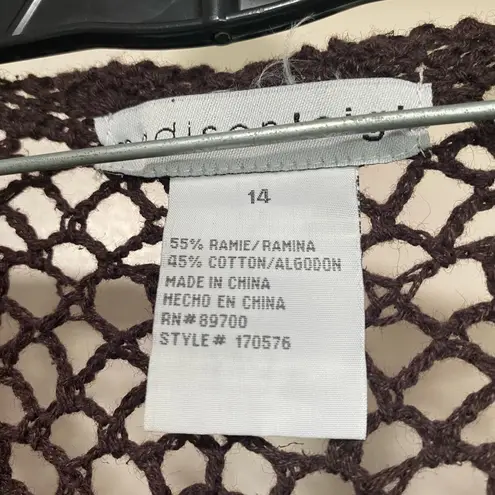 14
55% RAMIE/RAMINA
45% COTTON/ALGODON
MADE IN CHINA
HECHO EN CHINA
RN# 89700
STYLE# 170576